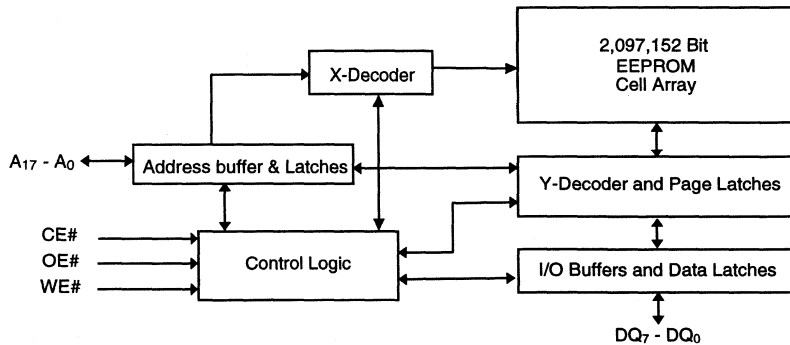 2,097,152 Bit
EEPROM
Cell Array
X-Decoder
A17 - A0
Address buffer & Latches
Y-Decoder and Page Latches
CE#
OE#
WE#
Control Logic
I/O Buffers and Data Latches
DQ7 - DQ0